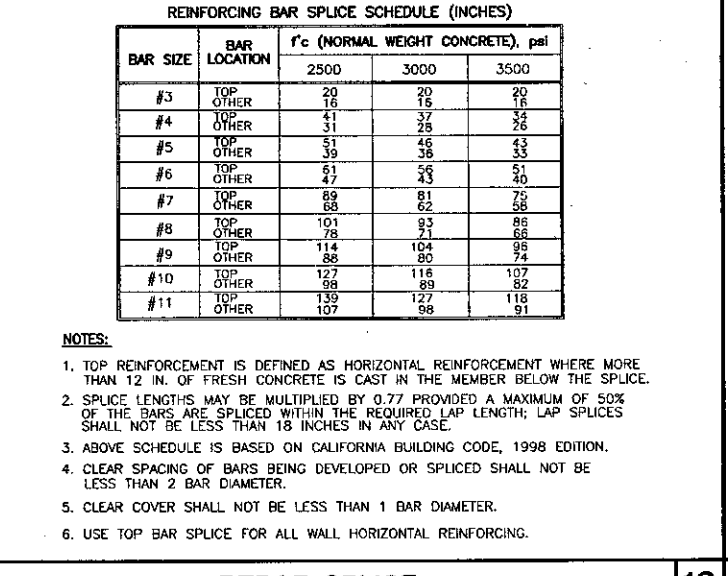 REINFORCING BAR SPLICE SCHEDULE (INCHES)
BAR SIZE BAR LOCATION f'c (NORMAL WEIGHT CONCRETE), psi
2500 3000 3500
#3 TOP 20 20 20
OTHER 16 16 16
#4 TOP 41 37 34
OTHER 31 28 26
#5 TOP 51 46 43
OTHER 39 36 33
#6 TOP 61 56 51
OTHER 47 43 40
#7 TOP 89 81 75
OTHER 68 62 58
#8 TOP 101 93 86
OTHER 78 71 66
#9 TOP 114 104 96
OTHER 88 80 74
#10 TOP 127 116 107
OTHER 98 89 82
#11 TOP 139 127 118
OTHER 107 98 91
NOTES:
1. TOP REINFORCEMENT IS DEFINED AS HORIZONTAL REINFORCEMENT WHERE MORE
THAN 12 IN. OF FRESH CONCRETE IS CAST IN THE MEMBER BELOW THE SPLICE.
2. SPLICE LENGTHS MAY BE MULTIPLIED BY 0.77 PROVIDED A MAXIMUM OF 50%
OF THE BARS ARE SPLICED WITHIN THE REQUIRED LAP LENGTH; LAP SPLICES
SHALL NOT BE LESS THAN 18 INCHES IN ANY CASE.
3. ABOVE SCHEDULE IS BASED ON CALIFORNIA BUILDING CODE, 1998 EDITION.
4. CLEAR SPACING OF BARS BEING DEVELOPED OR SPLICED SHALL NOT BE
LESS THAN 2 BAR DIAMETER.
5. CLEAR COVER SHALL NOT BE LESS THAN 1 BAR DIAMETER.
6. USE TOP BAR SPLICE FOR ALL WALL HORIZONTAL REINFORCING.